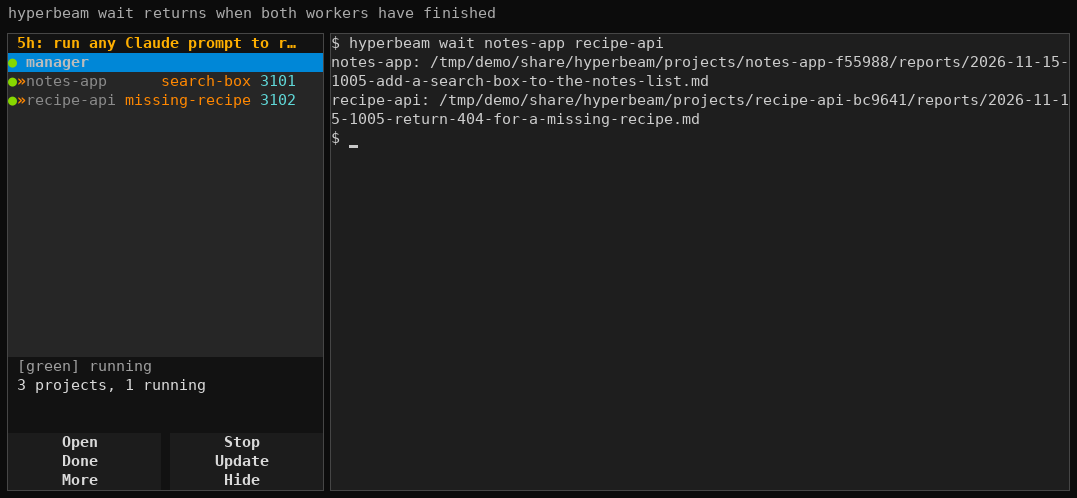 hyperbeam wait returns when both workers have finished
5h: run any Claude prompt to r…
manager
»notes-app search-box 3101
»recipe-api missing-recipe 3102
[green] running
3 projects, 1 running
Open Stop
Done Update
More Hide
$ hyperbeam wait notes-app recipe-api
notes-app: /tmp/demo/share/hyperbeam/projects/notes-app-f55988/reports/2026-11-15-
1005-add-a-search-box-to-the-notes-list.md
recipe-api: /tmp/demo/share/hyperbeam/projects/recipe-api-bc9641/reports/2026-11-1
5-1005-return-404-for-a-missing-recipe.md
$